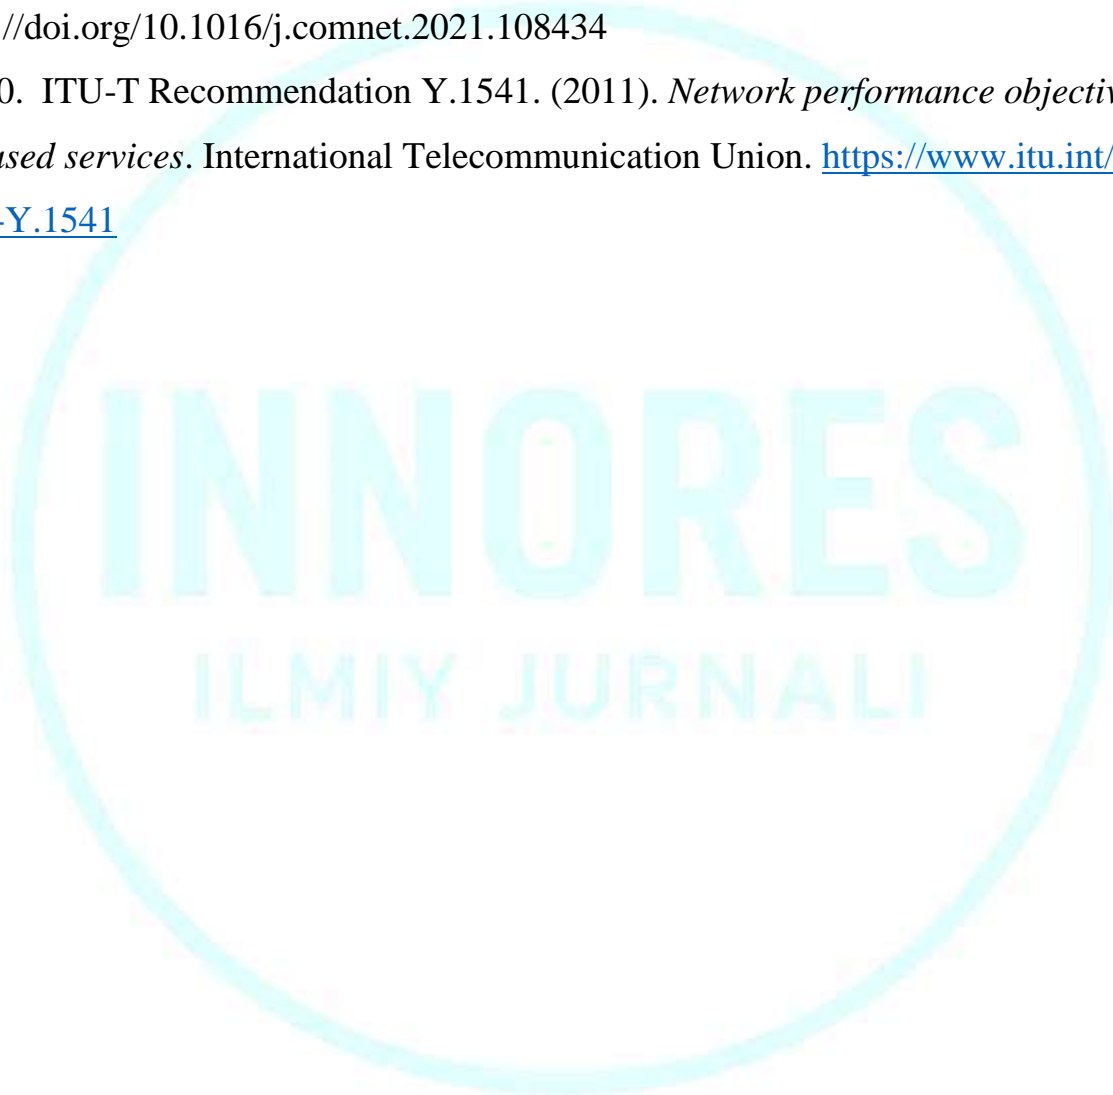 ://doi.org/10.1016/j.comnet.2021.108434
0. ITU-T Recommendation Y.1541. (2011). Network performance objectiv
used services. International Telecommunication Union. https://www.itu.int/
-Y.1541
INNORES
ILMIY JURNALI